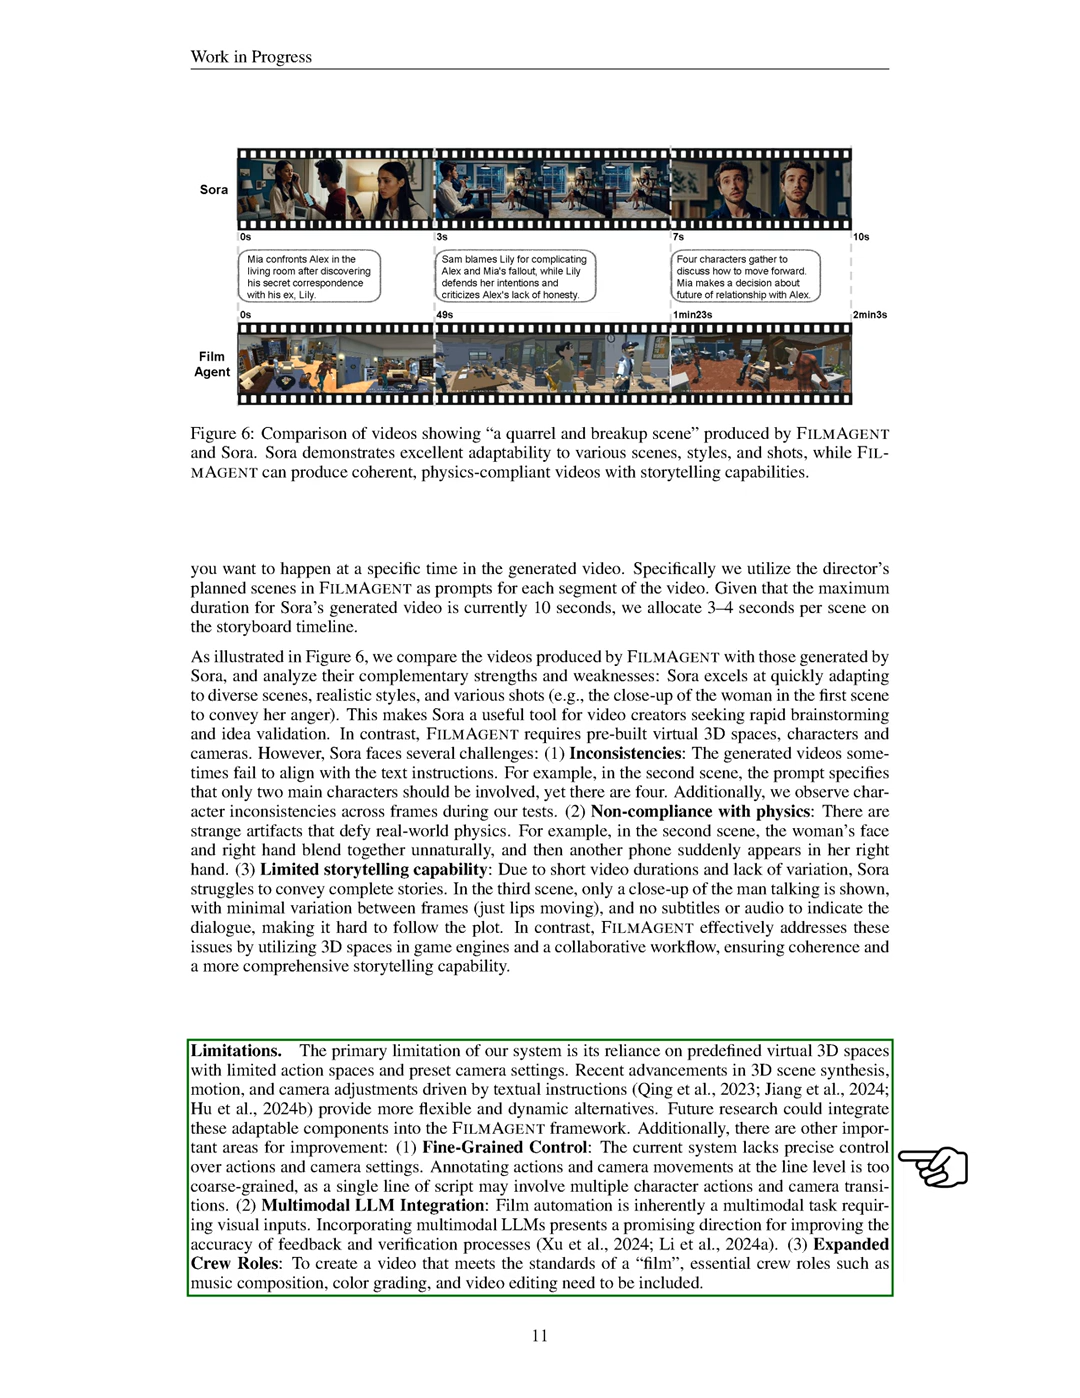 Work in Progress
Sora
0s
3s
7s
10s
Mia confronts Alex in the
living room after discovering
his secret correspondence
with his ex, Lily.
Sam blames Lily for complicating
Alex and Mia's fallout, while Lily
defends her intentions and
criticizes Alex's lack of honesty.
Four characters gather to
discuss how to move forward.
Mia makes a decision about
future of relationship with Alex.
0s
49s
1min23s
2min3s
Film
Agent
Figure 6: Comparison of videos showing “a quarrel and breakup scene” produced by FILMAGENT
and Sora. Sora demonstrates excellent adaptability to various scenes, styles, and shots, while FIL-
MAGENT can produce coherent, physics-compliant videos with storytelling capabilities.
you want to happen at a specific time in the generated video. Specifically we utilize the director’s
planned scenes in FILMAGENT as prompts for each segment of the video. Given that the maximum
duration for Sora’s generated video is currently 10 seconds, we allocate 3–4 seconds per scene on
the storyboard timeline.
As illustrated in Figure 6, we compare the videos produced by FILMAGENT with those generated by
Sora, and analyze their complementary strengths and weaknesses: Sora excels at quickly adapting
to diverse scenes, realistic styles, and various shots (e.g., the close-up of the woman in the first scene
to convey her anger). This makes Sora a useful tool for video creators seeking rapid brainstorming
and idea validation. In contrast, FILMAGENT requires pre-built virtual 3D spaces, characters and
cameras. However, Sora faces several challenges: (1) Inconsistencies: The generated videos some-
times fail to align with the text instructions. For example, in the second scene, the prompt specifies
that only two main characters should be involved, yet there are four. Additionally, we observe char-
acter inconsistencies across frames during our tests. (2) Non-compliance with physics: There are
strange artifacts that defy real-world physics. For example, in the second scene, the woman’s face
and right hand blend together unnaturally, and then another phone suddenly appears in her right
hand. (3) Limited storytelling capability: Due to short video durations and lack of variation, Sora
struggles to convey complete stories. In the third scene, only a close-up of the man talking is shown,
with minimal variation between frames (just lips moving), and no subtitles or audio to indicate the
dialogue, making it hard to follow the plot. In contrast, FILMAGENT effectively addresses these
issues by utilizing 3D spaces in game engines and a collaborative workflow, ensuring coherence and
a more comprehensive storytelling capability.
Limitations. The primary limitation of our system is its reliance on predefined virtual 3D spaces
with limited action spaces and preset camera settings. Recent advancements in 3D scene synthesis,
motion, and camera adjustments driven by textual instructions (Qing et al., 2023; Jiang et al., 2024;
Hu et al., 2024b) provide more flexible and dynamic alternatives. Future research could integrate
these adaptable components into the FILMAGENT framework. Additionally, there are other impor-
tant areas for improvement: (1) Fine-Grained Control: The current system lacks precise control
over actions and camera settings. Annotating actions and camera movements at the line level is too
coarse-grained, as a single line of script may involve multiple character actions and camera transi-
tions. (2) Multimodal LLM Integration: Film automation is inherently a multimodal task requir-
ing visual inputs. Incorporating multimodal LLMs presents a promising direction for improving the
accuracy of feedback and verification processes (Xu et al., 2024; Li et al., 2024a). (3) Expanded
Crew Roles: To create a video that meets the standards of a “film”, essential crew roles such as
music composition, color grading, and video editing need to be included.
11